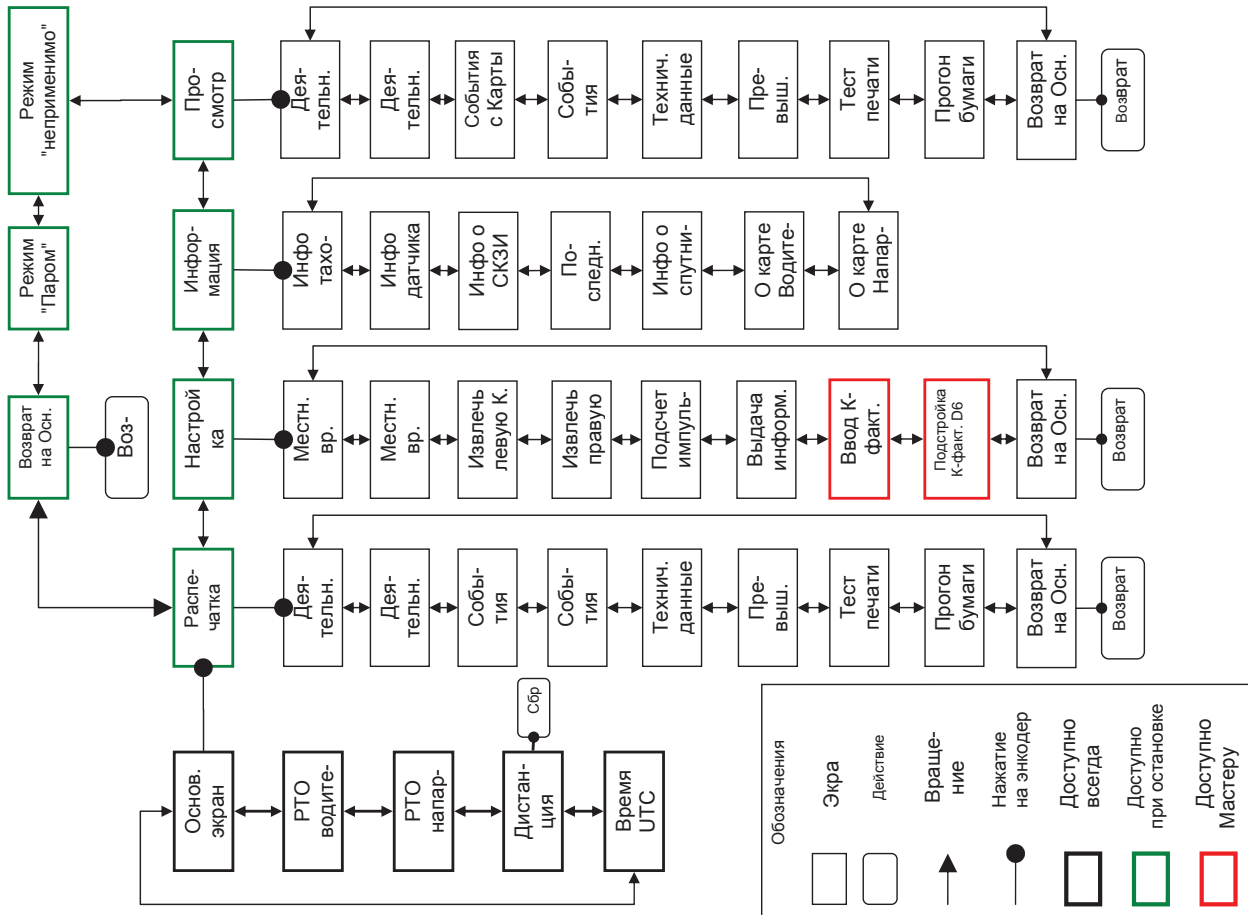 Основ.
экран
РТО
водите-
РТО
напар-
Дистан-
ция
Время
UTC
Сбр
Распе-
чатка
Дея-
тельн.
Дея-
тельн.
Собы-
тия
Собы-
тия
Технич.
данные
Пре-
выш.
Тест
печати
Прогон
бумаги
Возврат
на Осн.
Возврат
Возврат
на Осн.
Воз-
Настрой
ка
Местн.
вр.
Местн.
вр.
Извлечь
левую К.
Извлечь
правую
Подсчет
импуль-
Выдача
информ.
Ввод К-
факт.
Подстройка
К-факт. D6
Возврат
на Осн.
Возврат
Режим
"Паром"
Инфор-
мация
Инфо
тахо-
Инфо
датчика
Инфо о
СКЗИ
По-
следн.
Инфо о
спутни-
О карте
Водите-
О карте
Напар-
Режим
"неприменимо"
Про-
смотр
Дея-
тельн.
Дея-
тельн.
События
с Карты
Собы-
тия
Технич.
данные
Пре-
выш.
Тест
печати
Прогон
бумаги
Возврат
на Осн.
Возврат
Обозначения
Экра
Действие
Враще-
ние
Нажатие
на энкодер
Доступно
всегда
Доступно
при остановке
Доступно
Мастеру